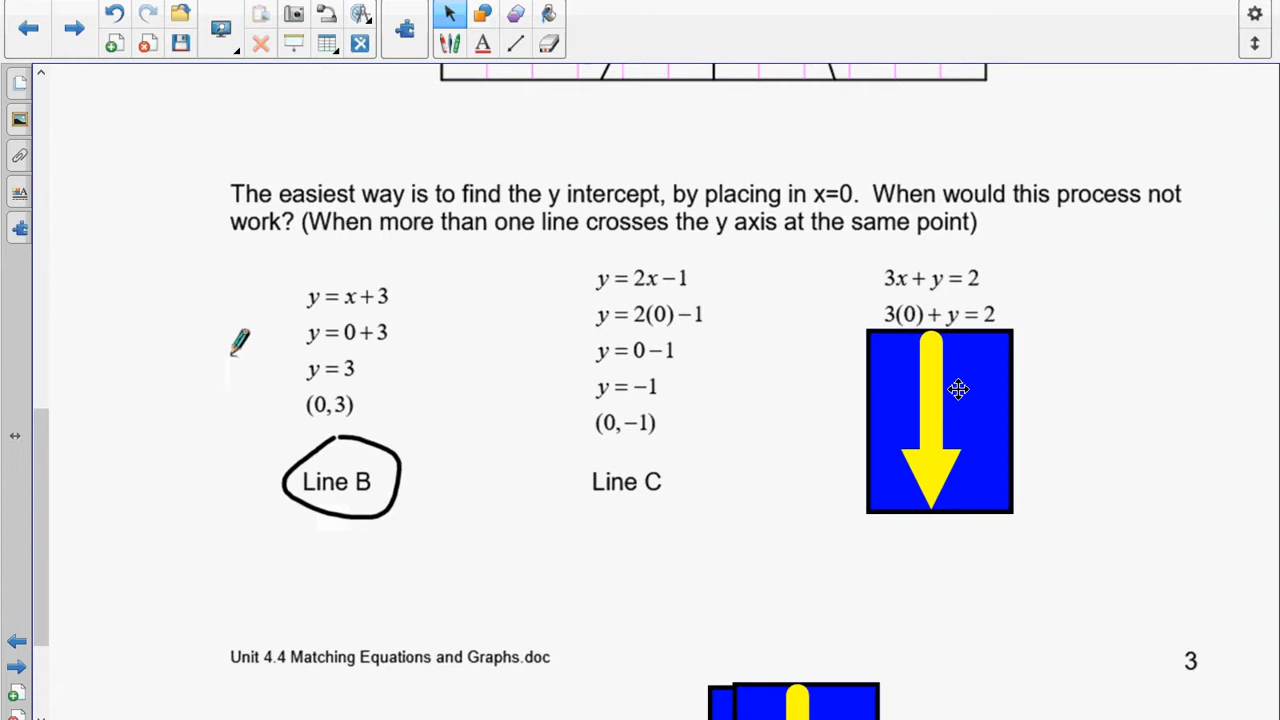 The easiest way is to find the y intercept, by placing in x=0.  When would this process not
work? (When more than one line crosses the y axis at the same point)
y = x + 3
y = 0 + 3
y = 3
(0, 3)
Line B
y = 2x − 1
y = 2(0) − 1
y = 0 − 1
y = −1
(0, −1)
Line C
3x + y = 2
3(0) + y = 2
Unit 4.4 Matching Equations and Graphs.doc
3